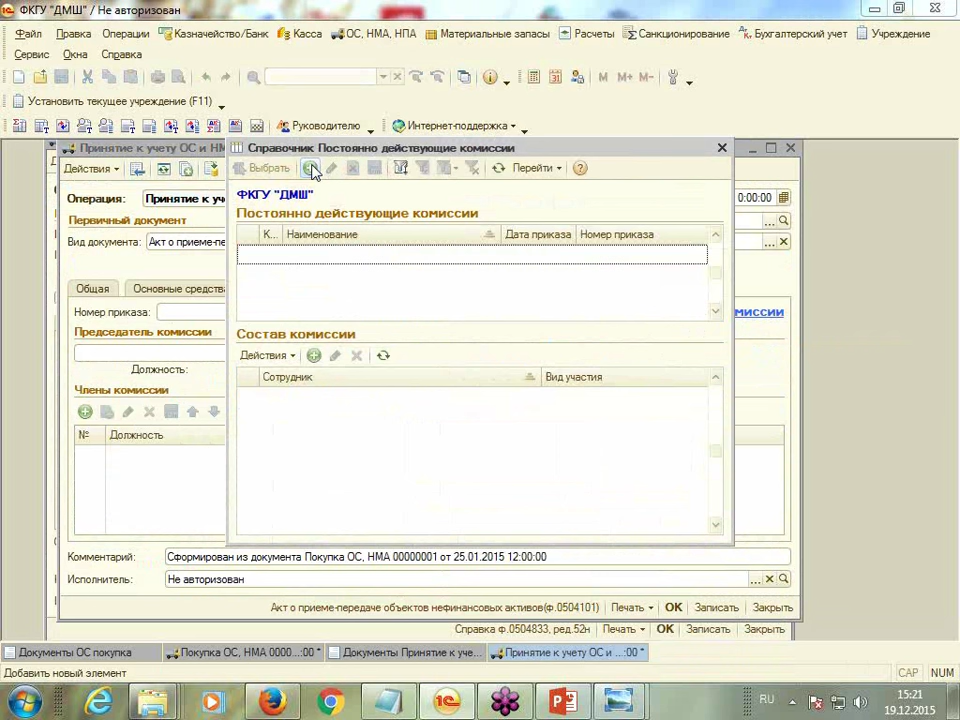 ФКГУ "ДМШ" / Не авторизован
Файл Правка Операции Казначейство/Банк Касса ОС, НМА, НПА Материальные запасы Расчеты Санкционирование Бухгалтерский учет Учреждение
Сервис Окна Справка
M M+ M-
Установить текущее учреждение (F11)
Руководителю Интернет-поддержка
Принятие к учету ОС и НМ
Справочник Постоянно действующие комиссии
Действия
Выбрать Перейти
Операция: Принятие к уч
0:00:00
ФКГУ "ДМШ"
Первичный документ
Постоянно действующие комиссии
Вид документа: Акт о приеме-пе
К... Наименование Дата приказа Номер приказа
Общая Основные средства
Номер приказа:
миссии
Председатель комиссии
Состав комиссии
Действия
Должность:
Сотрудник Вид участия
Члены комиссии
№ Должность
Комментарий: Сформирован из документа Покупка ОС, НМА 00000001 от 25.01.2015 12:00:00
Исполнитель: Не авторизован
Акт о приеме-передаче объектов нефинансовых активов(ф.0504101) Печать OK Записать Закрыть
Справка ф.0504833, ред.52н Печать OK Записать Закрыть
Документы ОС покупка Покупка ОС, НМА 0000...:00 * Документы Принятие к уче... Принятие к учету ОС и ...:00 *
Добавить новый элемент CAP NUM
RU 15:21
19.12.2015